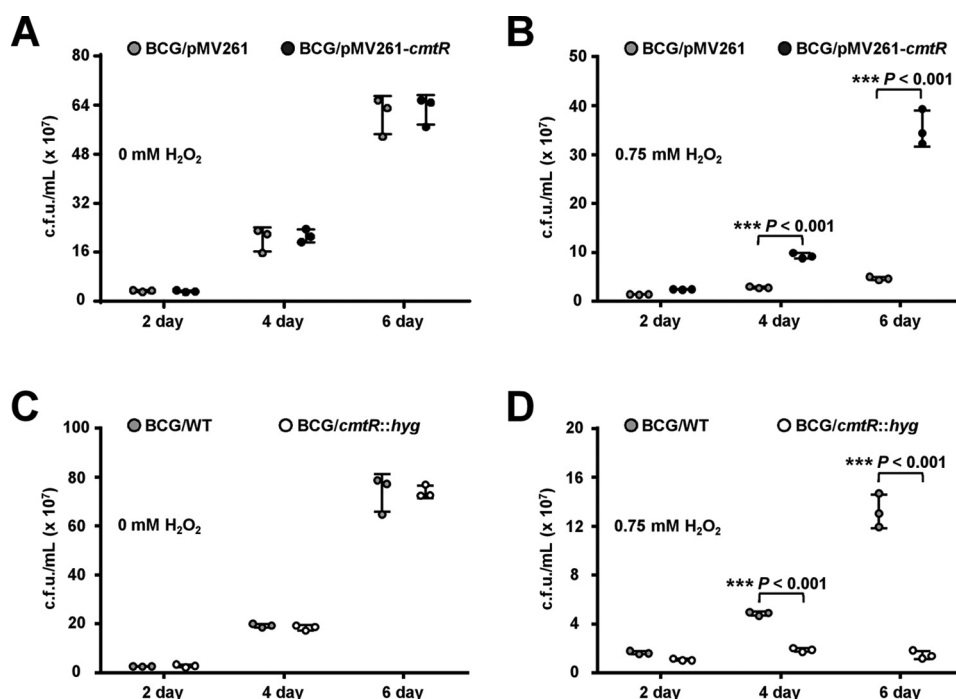 A
BCG/pMV261 BCG/pMV261-cmtR
80
64
48
32
16
0
c.f.u./mL (x 10⁷)
0 mM H₂O₂
2 day 4 day 6 day
B
BCG/pMV261 BCG/pMV261-cmtR
50
40
30
20
10
0
c.f.u./mL (x 10⁷)
0.75 mM H₂O₂
*** P < 0.001
*** P < 0.001
2 day 4 day 6 day
C
BCG/WT BCG/cmtR::hyg
100
80
60
40
20
0
c.f.u./mL (x 10⁷)
0 mM H₂O₂
2 day 4 day 6 day
D
BCG/WT BCG/cmtR::hyg
20
16
12
8
4
0
c.f.u./mL (x 10⁷)
0.75 mM H₂O₂
*** P < 0.001
*** P < 0.001
2 day 4 day 6 day